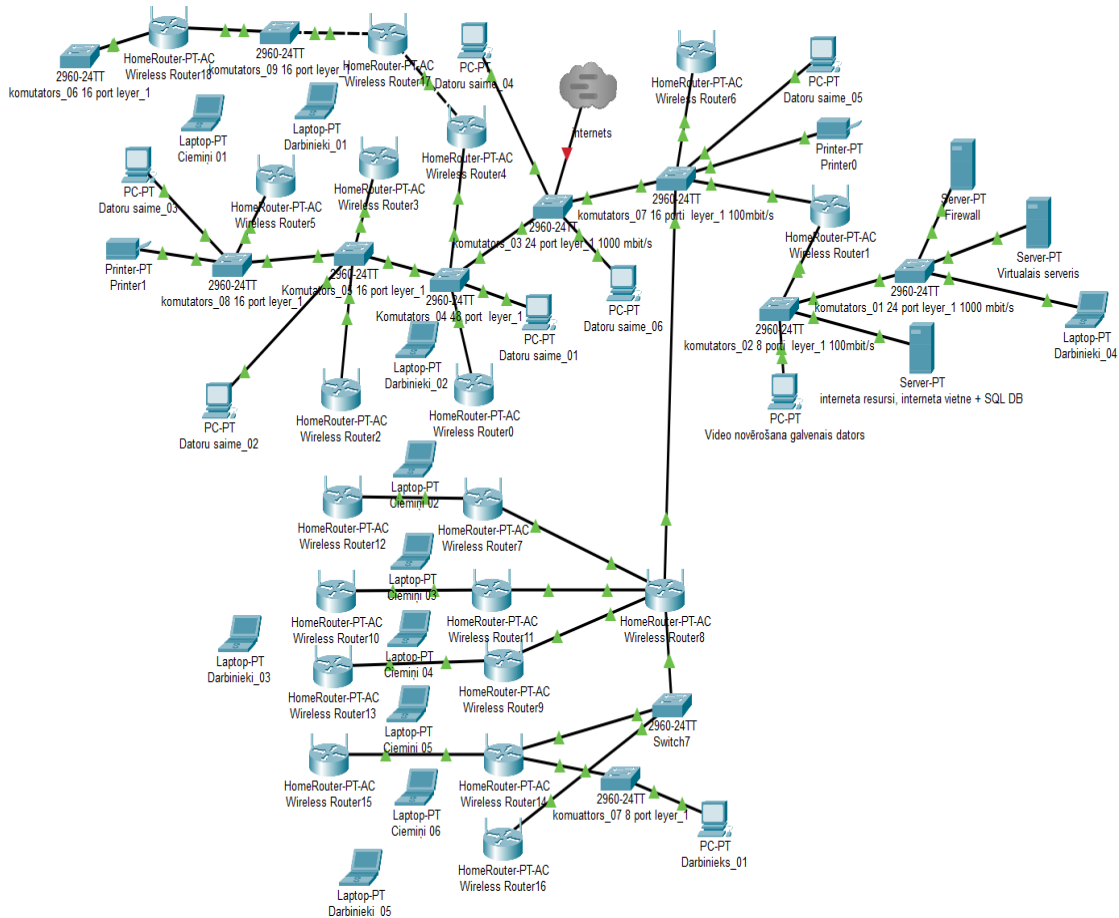 HomeRouter-PT-AC
Wireless Router18
2960-24TT
komutators_06 16 port leyer_1
2960-24TT
komutators_09 16 port leyer_1
HomeRouter-PT-AC
Wireless Router17
PC-PT
Datoru saime_04
internets
HomeRouter-PT-AC
Wireless Router6
PC-PT
Datoru saime_05
Laptop-PT
Ciemiņi 01
Laptop-PT
Darbinieki_01
HomeRouter-PT-AC
Wireless Router4
Printer-PT
Printer0
PC-PT
Datoru saime_03
HomeRouter-PT-AC
Wireless Router5
HomeRouter-PT-AC
Wireless Router3
2960-24TT
komutators_07 16 porti leyer_1 100mbit/s
2960-24TT
komutators_03 24 port leyer_1 1000 mbit/s
HomeRouter-PT-AC
Wireless Router1
Server-PT
Firewall
Server-PT
Virtualais serveris
Printer-PT
Printer1
2960-24TT
komutators_08 16 port leyer_1
2960-24TT
Komutators_05 16 port leyer_1
2960-24TT
Komutators_04 48 port leyer_1
PC-PT
Datoru saime_06
2960-24TT
komutators_01 24 port leyer_1 1000 mbit/s
2960-24TT
komutators_02 8 porti leyer_1 100mbit/s
Laptop-PT
Darbinieki_04
PC-PT
Datoru saime_01
Laptop-PT
Darbinieki_02
Server-PT
interneta resursi, interneta vietne + SQL DB
PC-PT
Video novērošana galvenais dators
PC-PT
Datoru saime_02
HomeRouter-PT-AC
Wireless Router2
HomeRouter-PT-AC
Wireless Router0
Laptop-PT
Ciemiņi 02
HomeRouter-PT-AC
Wireless Router12
HomeRouter-PT-AC
Wireless Router7
Laptop-PT
Ciemiņi 03
HomeRouter-PT-AC
Wireless Router10
HomeRouter-PT-AC
Wireless Router11
HomeRouter-PT-AC
Wireless Router8
Laptop-PT
Darbinieki_03
Laptop-PT
Ciemiņi 04
HomeRouter-PT-AC
Wireless Router13
HomeRouter-PT-AC
Wireless Router9
Laptop-PT
Ciemiņi 05
2960-24TT
Switch7
HomeRouter-PT-AC
Wireless Router15
HomeRouter-PT-AC
Wireless Router14
2960-24TT
komuattors_07 8 port leyer_1
Laptop-PT
Ciemiņi 06
PC-PT
Darbinieks_01
HomeRouter-PT-AC
Wireless Router16
Laptop-PT
Darbinieki_05